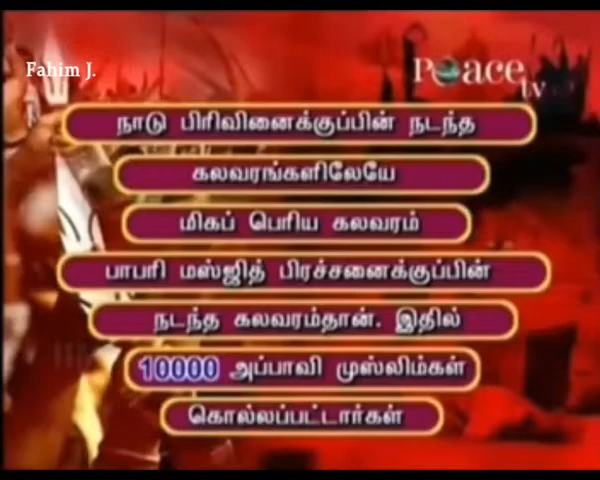 Fahim J.
Peace tv
நாடு பிரிவினைக்குப்பின் நடந்த
கலவரங்களிலேயே
மிகப் பெரிய கலவரம்
பாபரி மஸ்ஜித் பிரச்சனைக்குப்பின்
நடந்த கலவரம்தான். இதில்
10000 அப்பாவி முஸ்லிம்கள்
கொல்லப்பட்டார்கள்